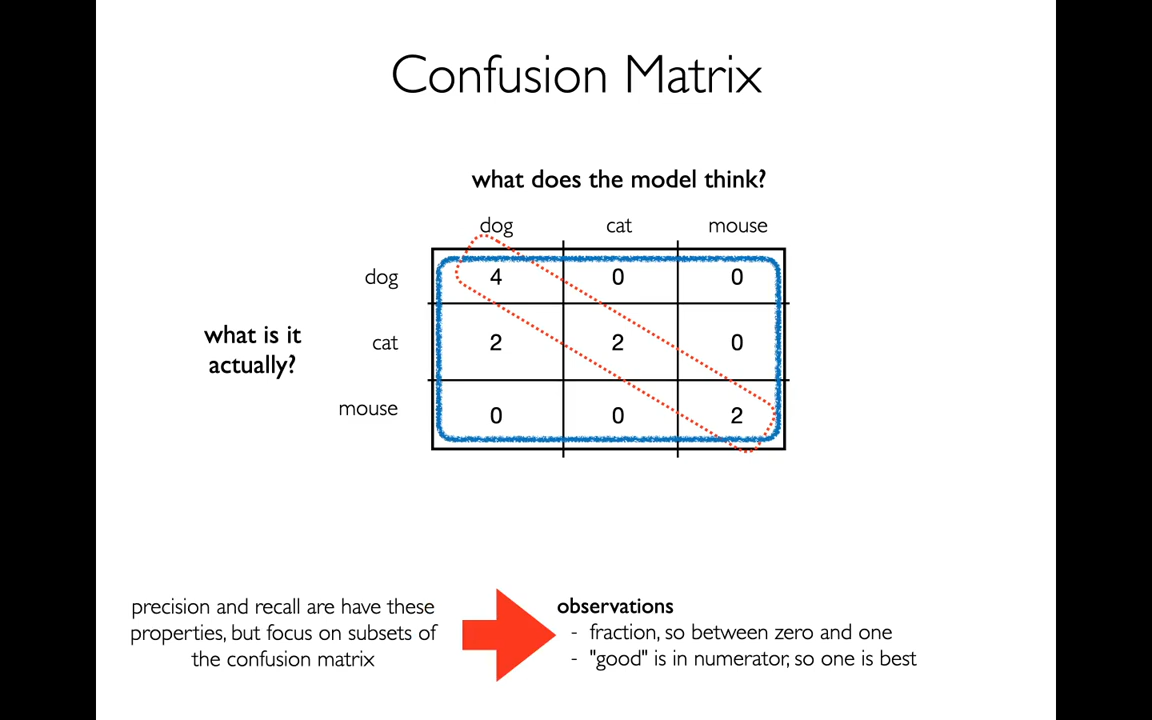 Confusion Matrix
what does the model think?
dog cat mouse
dog 4 0 0
what is it
actually?
cat 2 2 0
mouse 0 0 2
precision and recall are have these
properties, but focus on subsets of
the confusion matrix
observations
- fraction, so between zero and one
- "good" is in numerator, so one is best